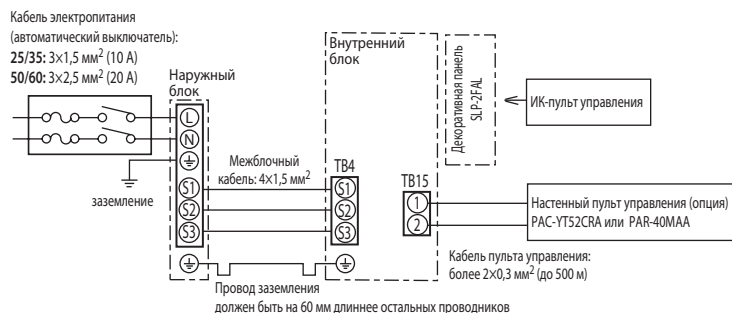 Кабель электропитания
(автоматический выключатель):
25/35: 3×1,5 мм² (10 А)
50/60: 3×2,5 мм² (20 А)
Наружный
блок
Внутренний
блок
Декоративная панель
SLP-2FAL
ИК-пульт управления
L
N
заземление
Межблочный
кабель: 4×1,5 мм²
TB4
TB15
S1
S2
S3
S1
S2
S3
1
2
Настенный пульт управления (опция)
PAC-YT52CRA или PAR-40MAA
Кабель пульта управления:
более 2×0,3 мм² (до 500 м)
Провод заземления
должен быть на 60 мм длиннее остальных проводников